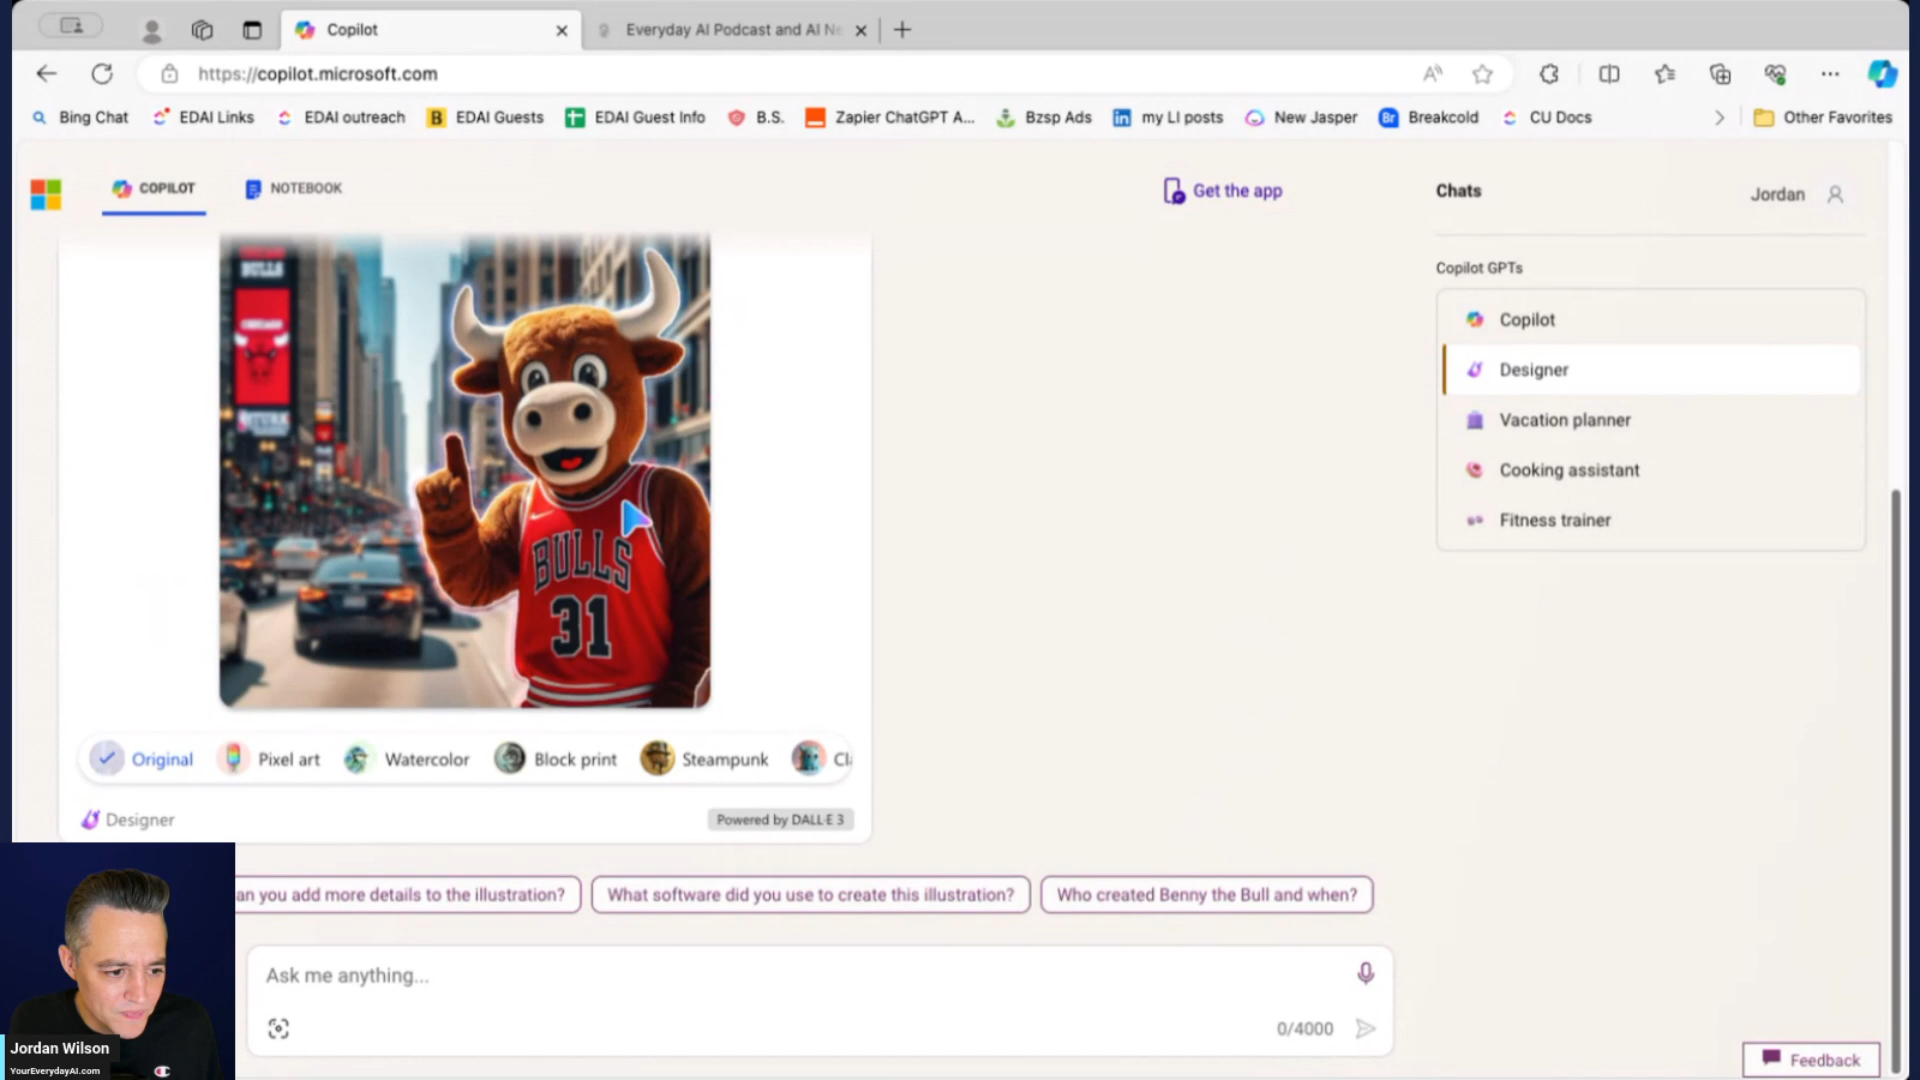 Copilot
Everyday AI Podcast and AI Ne
https://copilot.microsoft.com
Bing Chat
EDAI Links
EDAI outreach
EDAI Guests
EDAI Guest Info
B.S.
Zapier ChatGPT A...
Bzsp Ads
my LI posts
New Jasper
Breakcold
CU Docs
Other Favorites
COPILOT
NOTEBOOK
Get the app
Chats
Jordan
Copilot GPTs
Copilot
Designer
Vacation planner
Cooking assistant
Fitness trainer
BULLS
BULLS
31
Original
Pixel art
Watercolor
Block print
Steampunk
Cl
Designer
Powered by DALL·E 3
an you add more details to the illustration?
What software did you use to create this illustration?
Who created Benny the Bull and when?
Ask me anything...
0/4000
Feedback
Jordan Wilson
YourEverydayAI.com